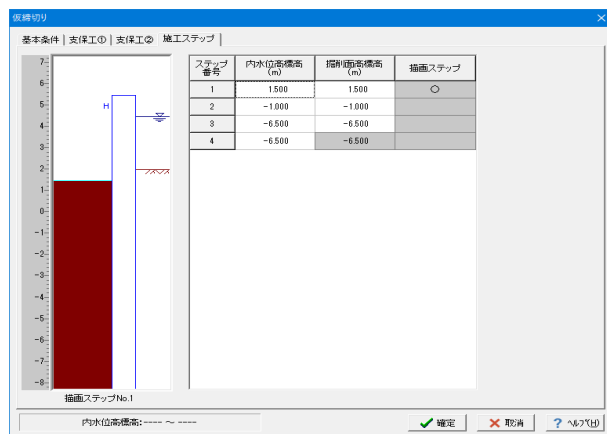 仮締切り
基本条件 支保工① 支保工② 施工ステップ
ステップ番号 内水位高標高(m) 掘削面高標高(m) 描画ステップ
1 1.500 1.500 ○
2 -1.000 -1.000
3 -6.500 -6.500
4 -6.500 -6.500
7
6
5
4
3
2
1
0
-1
-2
-3
-4
-5
-6
-7
-8
H
描画ステップNo.1
内水位高標高:---- ～ ----
確定 取消 ? ヘルプ(H)